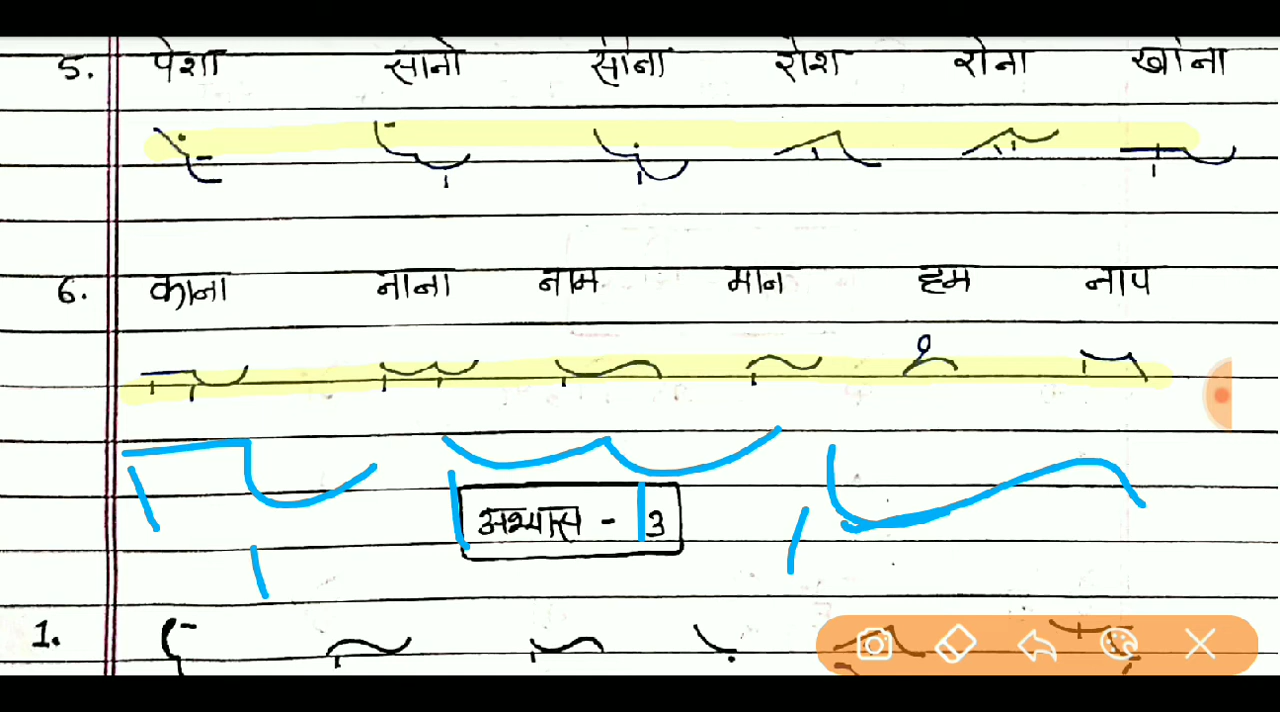 5. पेशा सानो सोना रोश रोना खोना
6. काना नाना नाम मान हम नाप
अभ्यास - 3
1.